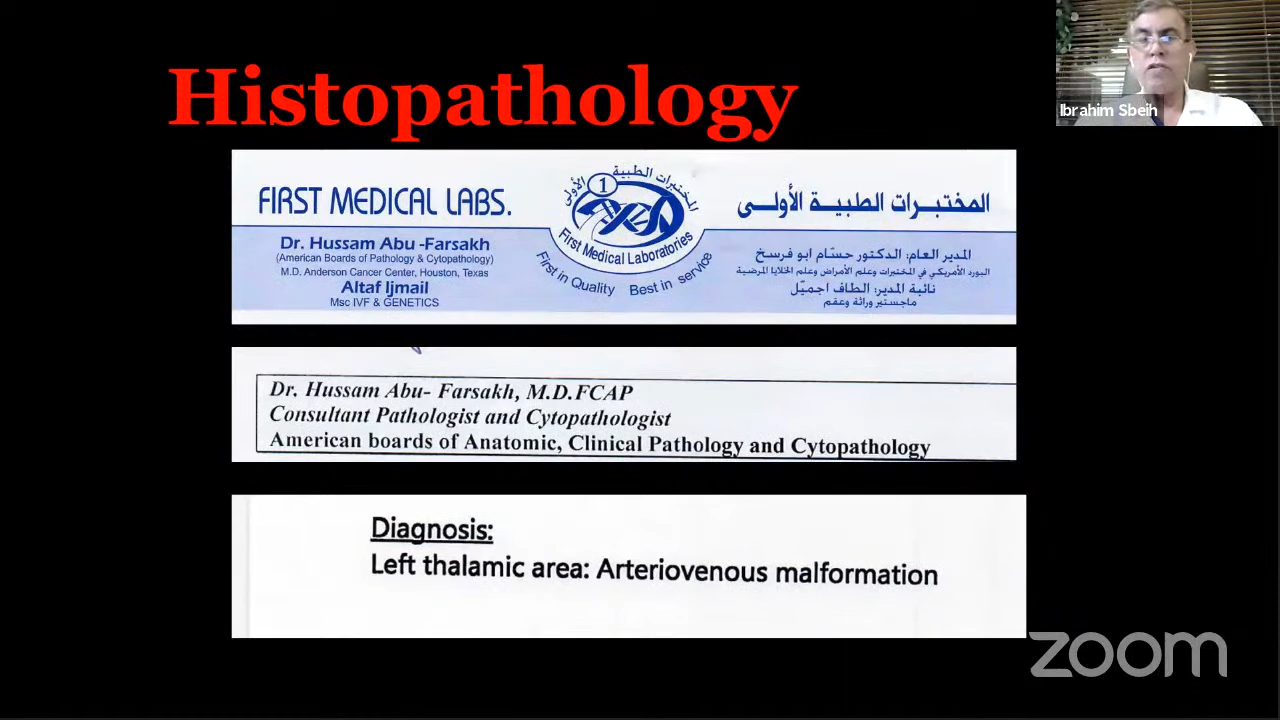 Histopathology
Ibrahim Sbeih
FIRST MEDICAL LABS.
Dr. Hussam Abu -Farsakh
(American Boards of Pathology & Cytopathology)
M.D. Anderson Cancer Center, Houston, Texas
Altaf Ijmail
Msc IVF & GENETICS
المختبرات الطبية الأولى
1
First Medical Laboratories
First in Quality Best in service
المختبرات الطبية الأولى
المدير العام: الدكتور حسّام ابو فرسخ
البورد الأمريكي في المختبرات وعلم الأمراض وعلم الخلايا المرضية
نائبة المدير: الطاف اجميّل
ماجستير وراثة وعقم
Dr. Hussam Abu- Farsakh, M.D.FCAP
Consultant Pathologist and Cytopathologist
American boards of Anatomic, Clinical Pathology and Cytopathology
Diagnosis:
Left thalamic area: Arteriovenous malformation
zoom